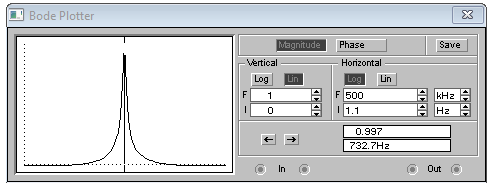 Bode Plotter
Magnitude Phase Save
Vertical Horizontal
Log Lin Log Lin
F 1 F 500 kHz
I 0 I 1.1 Hz
0.997
732.7Hz
In Out